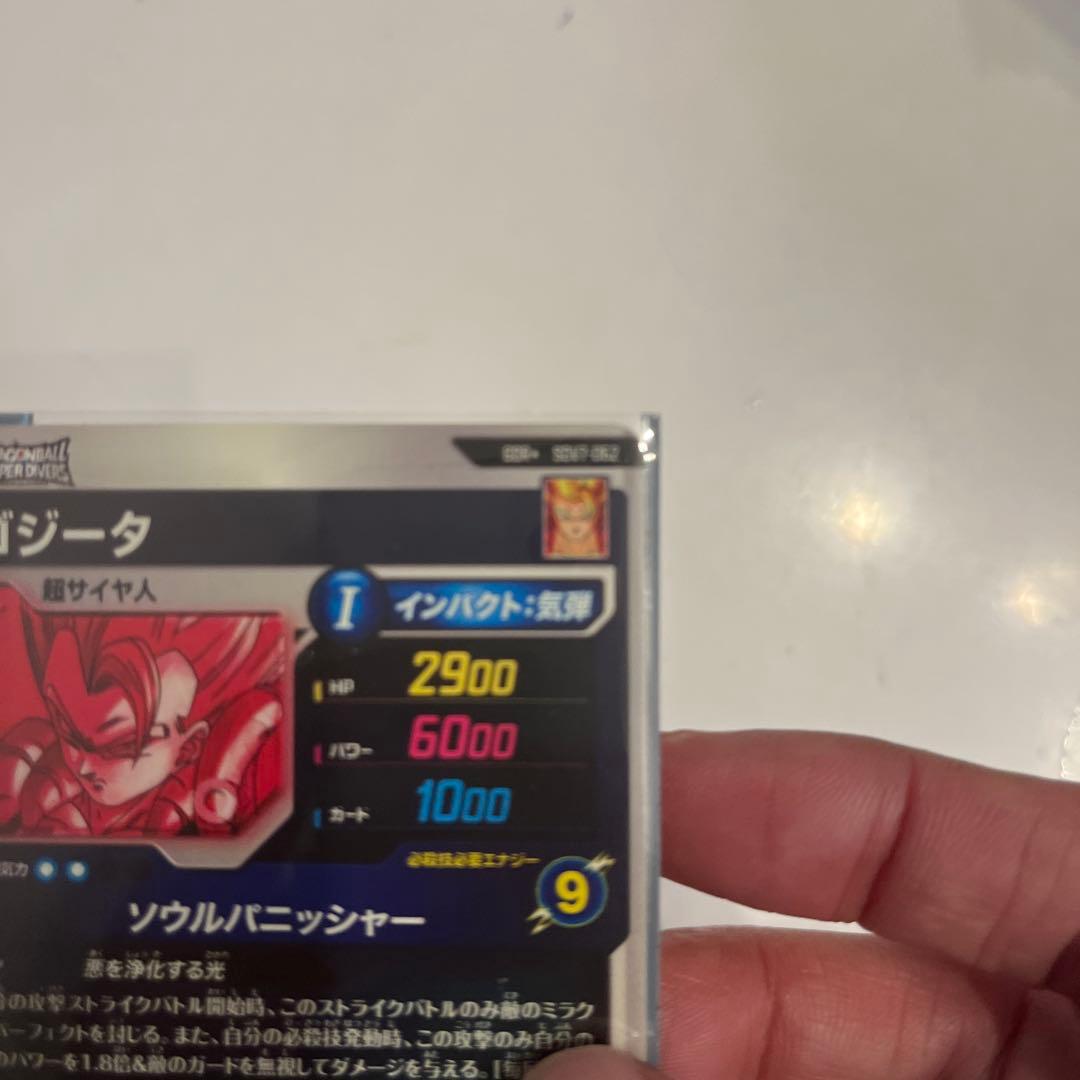 DRAGONBALL
SUPER DIVERS
ゴジータ
超サイヤ人
I インパクト:気弾
HP 2900
パワー 6000
ガード 1000
気力
必殺技必要エナジー
9
ソウルパニッシャー
悪を浄化する光
の攻撃ストライクバトル開始時、このストライクバトルのみ敵のミラク
パーフェクトを封じる。また、自分の必殺技発動時、この攻撃のみ自分の
のパワーを1.8倍&敵のガードを無視してダメージを与える。